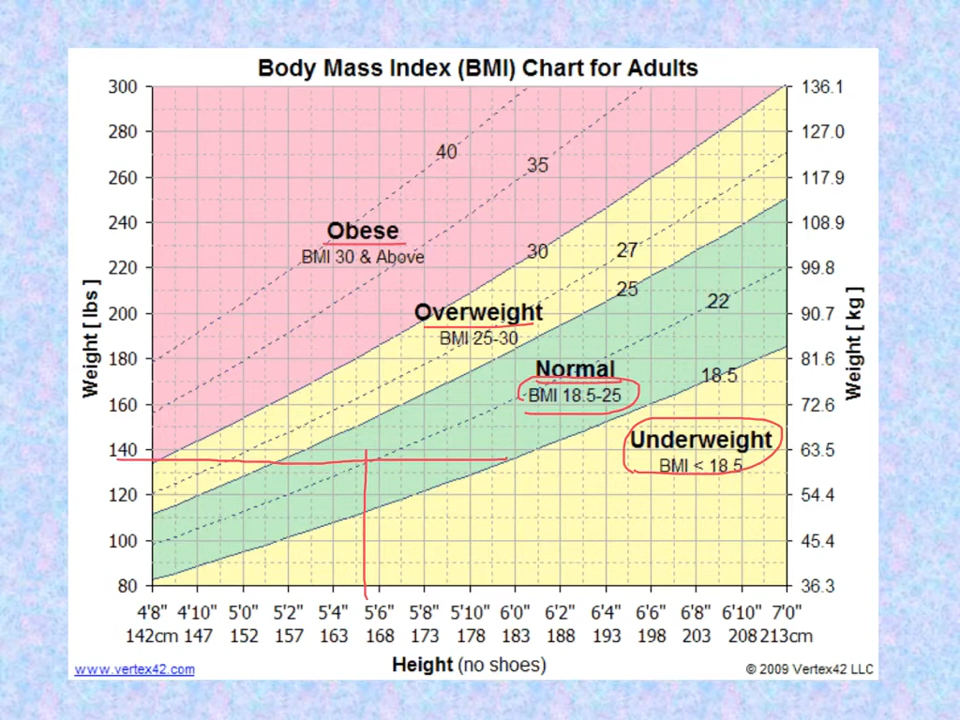 Body Mass Index (BMI) Chart for Adults
300
280
260
240
220
200
180
160
140
120
100
80
Weight [ lbs ]
136.1
127.0
117.9
108.9
99.8
90.7
81.6
72.6
63.5
54.4
45.4
36.3
Weight [ kg ]
40
35
Obese
BMI 30 & Above
30
27
25
Overweight
BMI 25-30
22
Normal
BMI 18.5-25
18.5
Underweight
BMI < 18.5
4'8" 4'10" 5'0" 5'2" 5'4" 5'6" 5'8" 5'10" 6'0" 6'2" 6'4" 6'6" 6'8" 6'10" 7'0"
142cm 147 152 157 163 168 173 178 183 188 193 198 203 208 213cm
www.vertex42.com
Height (no shoes)
© 2009 Vertex42 LLC